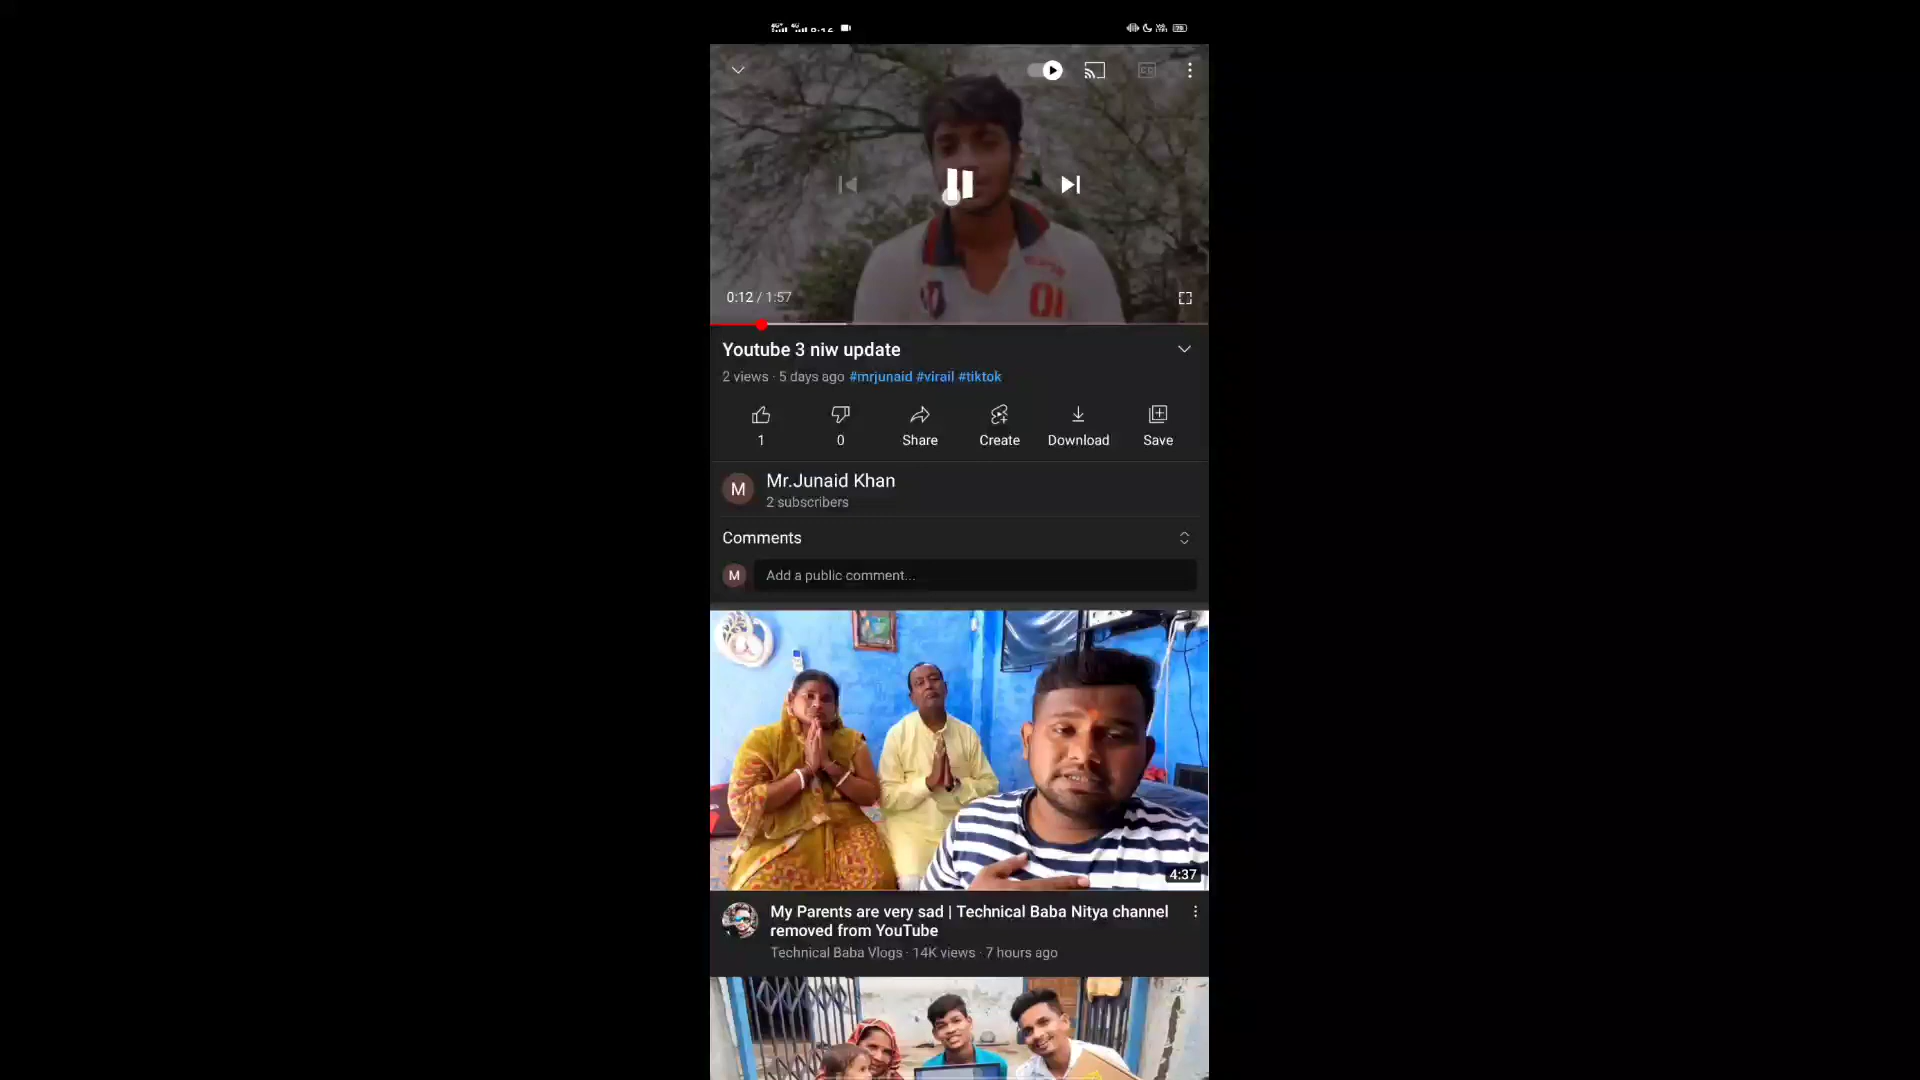 8:16
0:12 / 1:57
Youtube 3 niw update
2 views · 5 days ago #mrjunaid #virail #tiktok
1
0
Share
Create
Download
Save
M
Mr.Junaid Khan
2 subscribers
Comments
M
Add a public comment...
4:37
My Parents are very sad | Technical Baba Nitya channel
removed from YouTube
Technical Baba Vlogs · 14K views · 7 hours ago